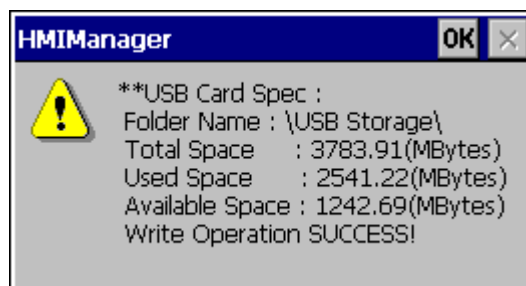 HMIManager OK
**USB Card Spec :
Folder Name : \USB Storage\
Total Space : 3783.91(MBytes)
Used Space : 2541.22(MBytes)
Available Space : 1242.69(MBytes)
Write Operation SUCCESS!